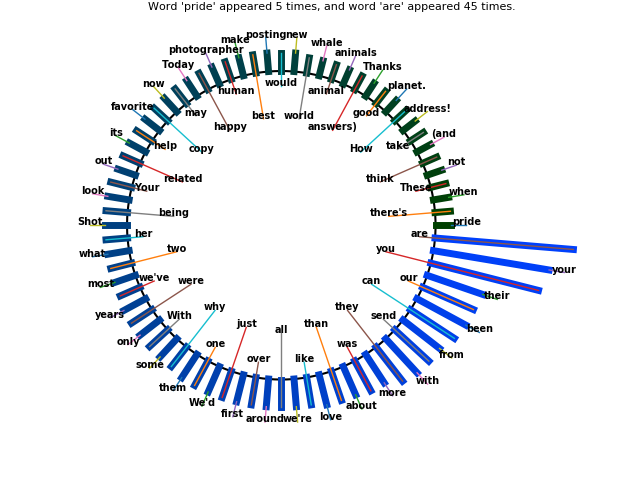 Word 'pride' appeared 5 times, and word 'are' appeared 45 times.
pride
when
These
not
there's
think
(and
take
address!
How
planet.
good
Thanks
answers)
animals
animal
whale
world
new
would
posting
best
make
human
photographer
happy
Today
may
now
copy
favorite
help
its
related
out
Your
look
being
Shot
her
what
two
most
we've
years
were
only
With
some
why
them
one
We'd
just
first
over
around
all
we're
like
love
than
about
was
more
they
with
send
from
can
been
our
their
you
your
are